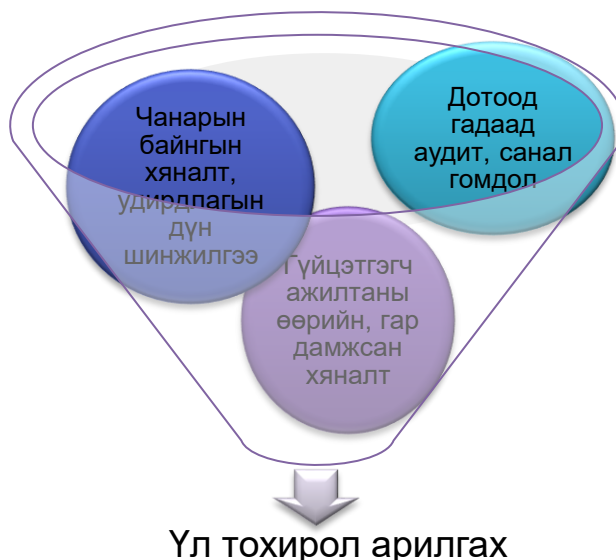 Чанарын
байнгын
хяналт,
удирдлагын
дүн
шинжилгээ
Дотоод
гадаад
аудит, санал
гомдол
Гүйцэтгэгч
ажилтаны
өөрийн, гар
дамжсан
хяналт
Үл тохирол арилгах